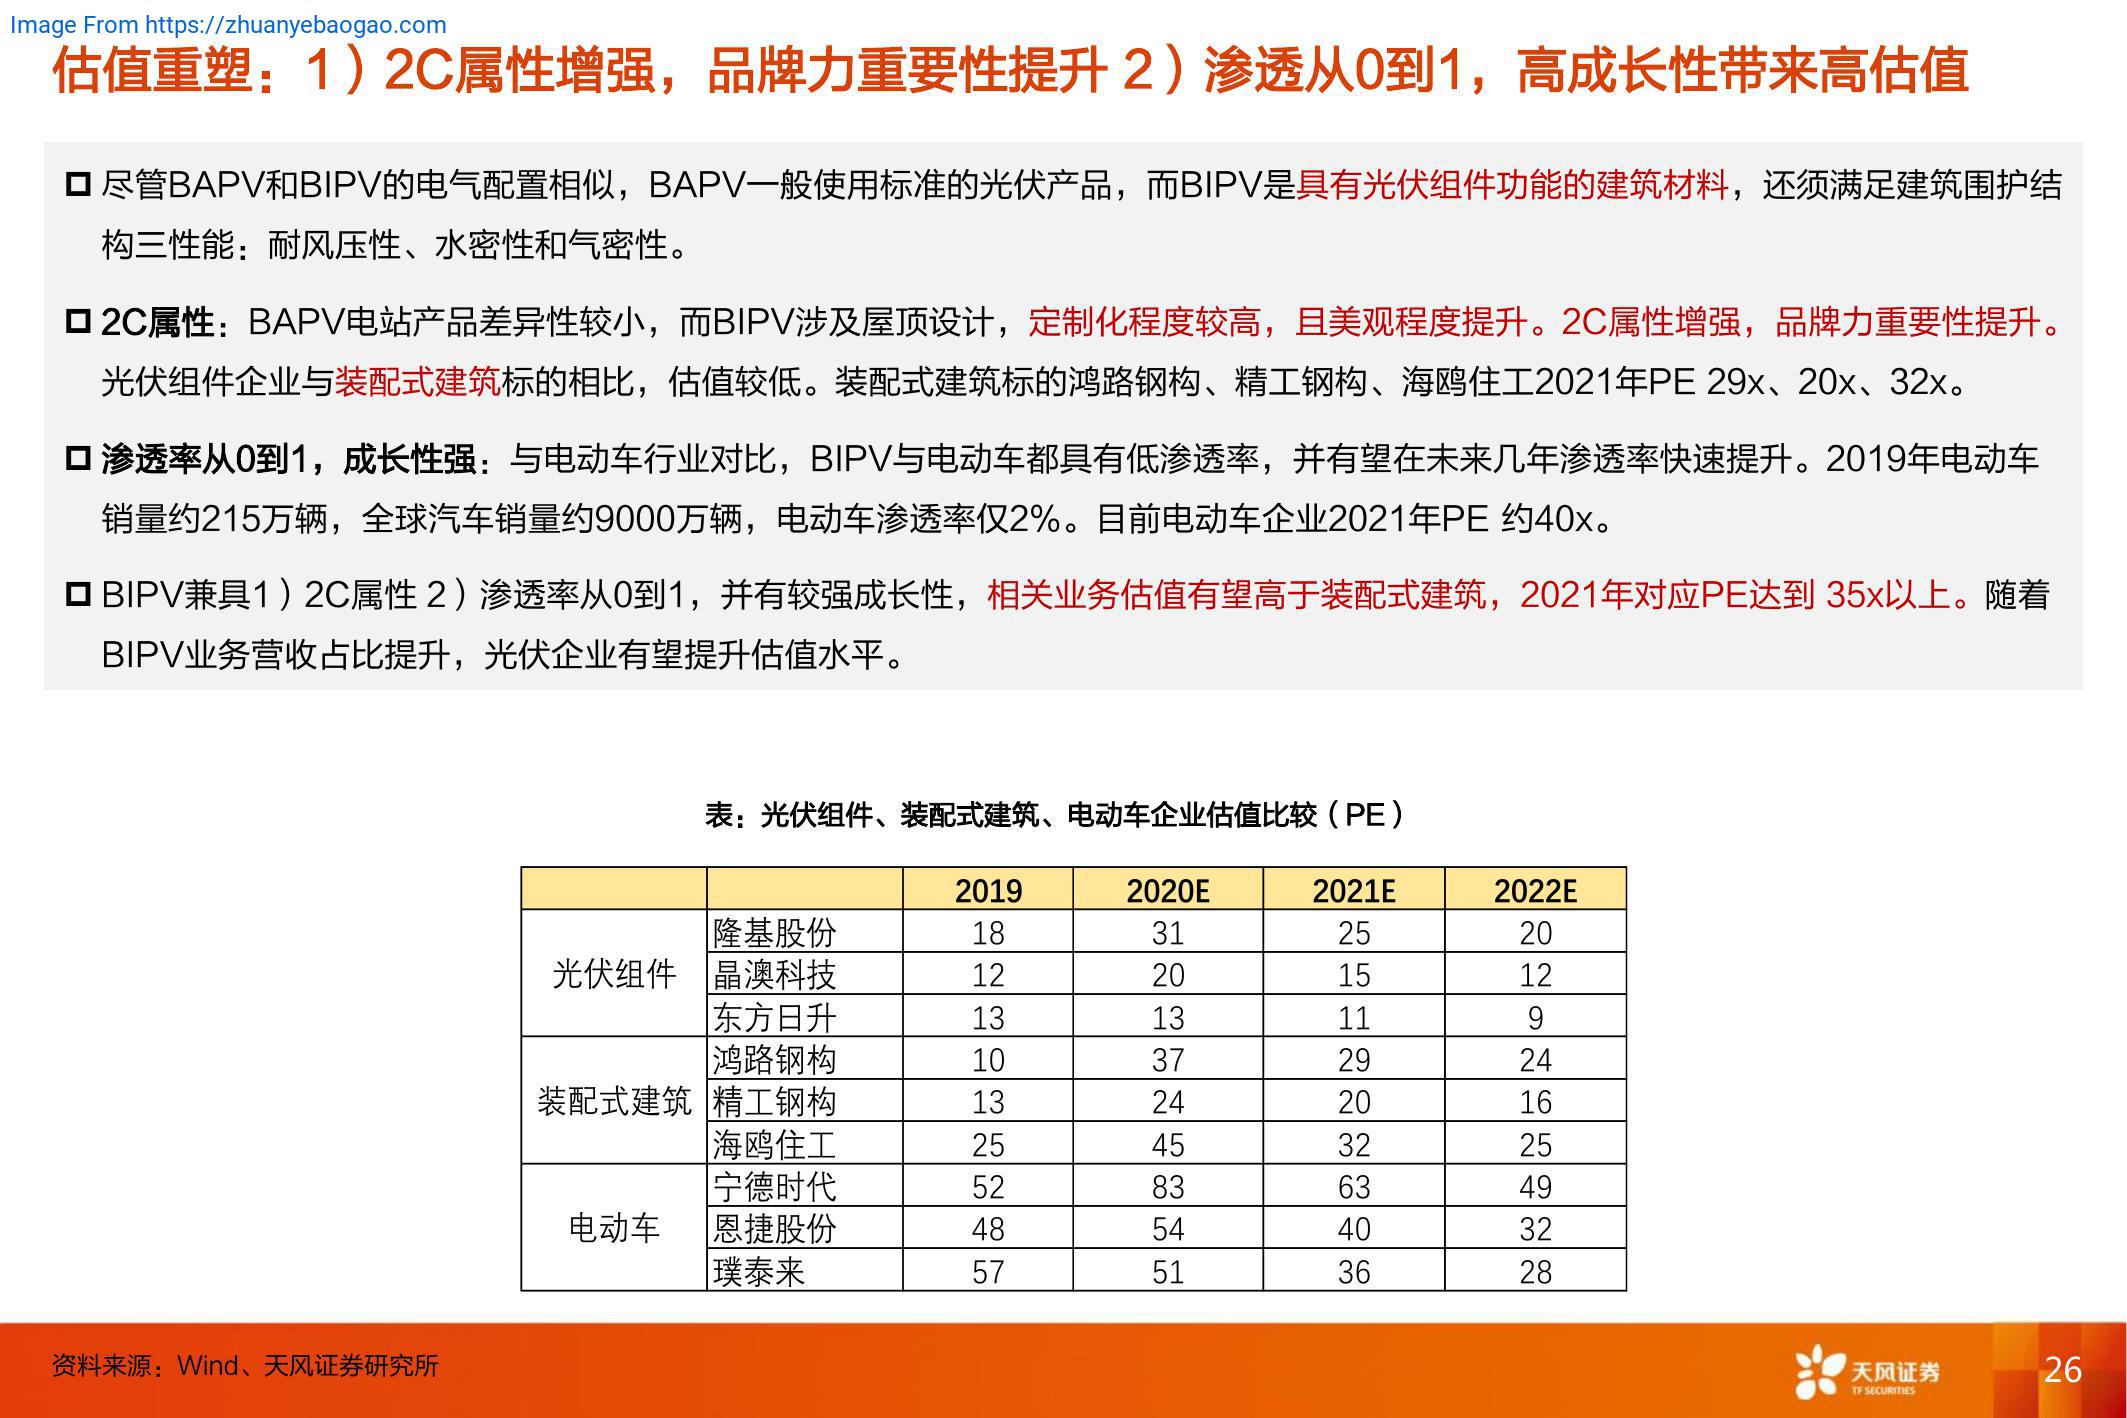 Image From https://zhuanyebaogao.com
估值重塑：1）2C属性增强，品牌力重要性提升 2）渗透从0到1，高成长性带来高估值
尽管BAPV和BIPV的电气配置相似，BAPV一般使用标准的光伏产品，而BIPV是具有光伏组件功能的建筑材料，还须满足建筑围护结
构三性能：耐风压性、水密性和气密性。
2C属性：BAPV电站产品差异性较小，而BIPV涉及屋顶设计，定制化程度较高，且美观程度提升。2C属性增强，品牌力重要性提升。
光伏组件企业与装配式建筑标的相比，估值较低。装配式建筑标的鸿路钢构、精工钢构、海鸥住工2021年PE 29x、20x、32x。
渗透率从0到1，成长性强：与电动车行业对比，BIPV与电动车都具有低渗透率，并有望在未来几年渗透率快速提升。2019年电动车
销量约215万辆，全球汽车销量约9000万辆，电动车渗透率仅2%。目前电动车企业2021年PE 约40x。
BIPV兼具1）2C属性 2）渗透率从0到1，并有较强成长性，相关业务估值有望高于装配式建筑，2021年对应PE达到 35x以上。随着
BIPV业务营收占比提升，光伏企业有望提升估值水平。
表：光伏组件、装配式建筑、电动车企业估值比较（PE）
2019 2020E 2021E 2022E
光伏组件 隆基股份 18 31 25 20
晶澳科技 12 20 15 12
东方日升 13 13 11 9
装配式建筑 鸿路钢构 10 37 29 24
精工钢构 13 24 20 16
海鸥住工 25 45 32 25
电动车 宁德时代 52 83 63 49
恩捷股份 48 54 40 32
璞泰来 57 51 36 28
资料来源：Wind、天风证券研究所
天风证券
TF SECURITIES
26